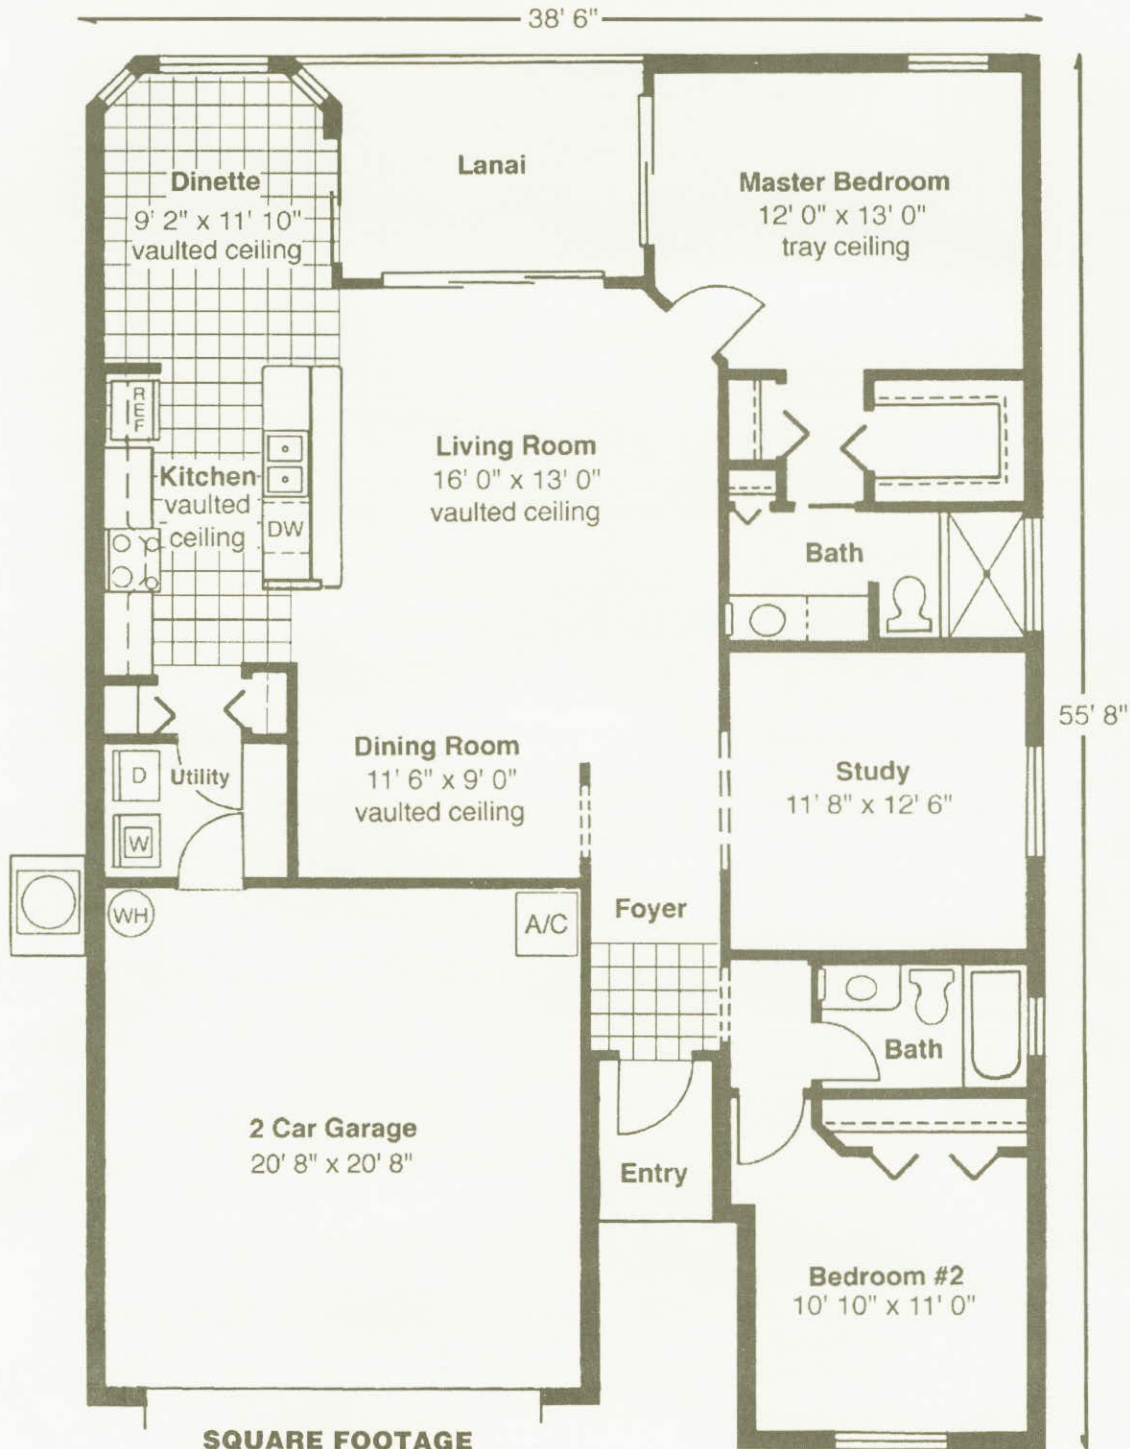 38' 6"
Dinette
9' 2" x 11' 10"
vaulted ceiling
Lanai
Master Bedroom
12' 0" x 13' 0"
tray ceiling
REF
Kitchen
vaulted
ceiling
DW
Living Room
16' 0" x 13' 0"
vaulted ceiling
Bath
55' 8"
Dining Room
11' 6" x 9' 0"
vaulted ceiling
D
Utility
W
Study
11' 8" x 12' 6"
WH
A/C
Foyer
Bath
2 Car Garage
20' 8" x 20' 8"
Entry
Bedroom #2
10' 10" x 11' 0"
SQUARE FOOTAGE